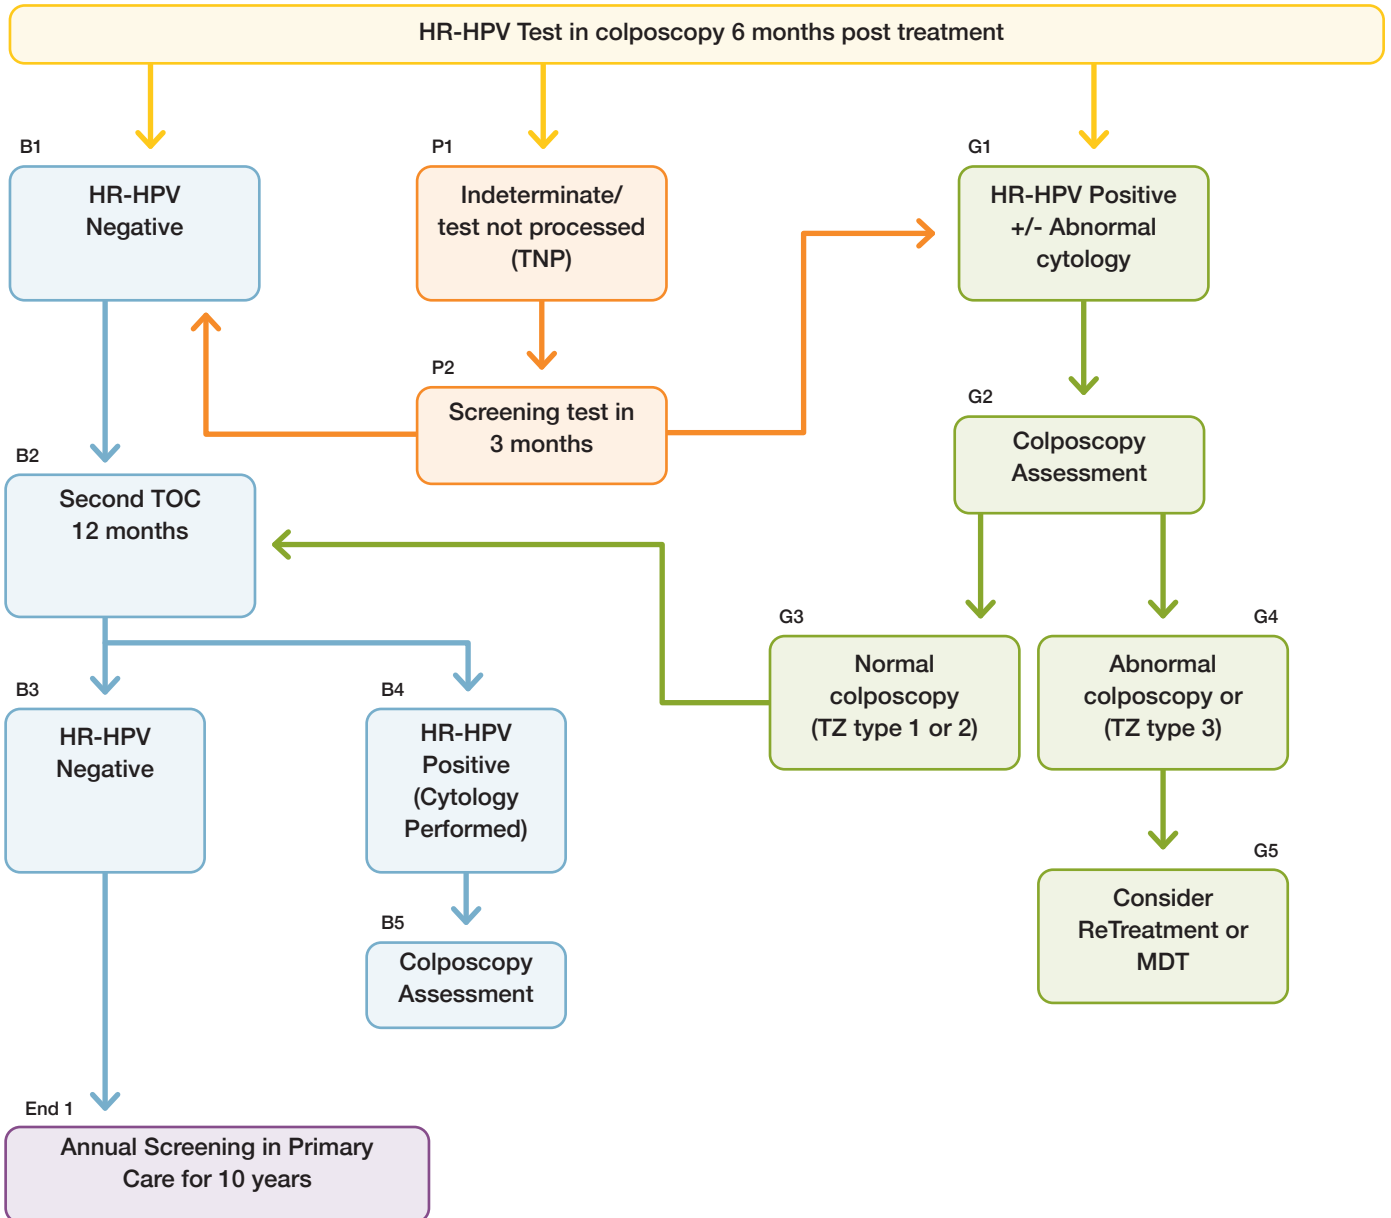 HR-HPV Test in colposcopy 6 months post treatment
B1
HR-HPV
Negative
P1
Indeterminate/
test not processed
(TNP)
G1
HR-HPV Positive
+/- Abnormal
cytology
P2
Screening test in
3 months
G2
Colposcopy
Assessment
B2
Second TOC
12 months
G3
Normal
colposcopy
(TZ type 1 or 2)
G4
Abnormal
colposcopy or
(TZ type 3)
B3
HR-HPV
Negative
B4
HR-HPV
Positive
(Cytology
Performed)
G5
Consider
ReTreatment or
MDT
B5
Colposcopy
Assessment
End 1
Annual Screening in Primary
Care for 10 years